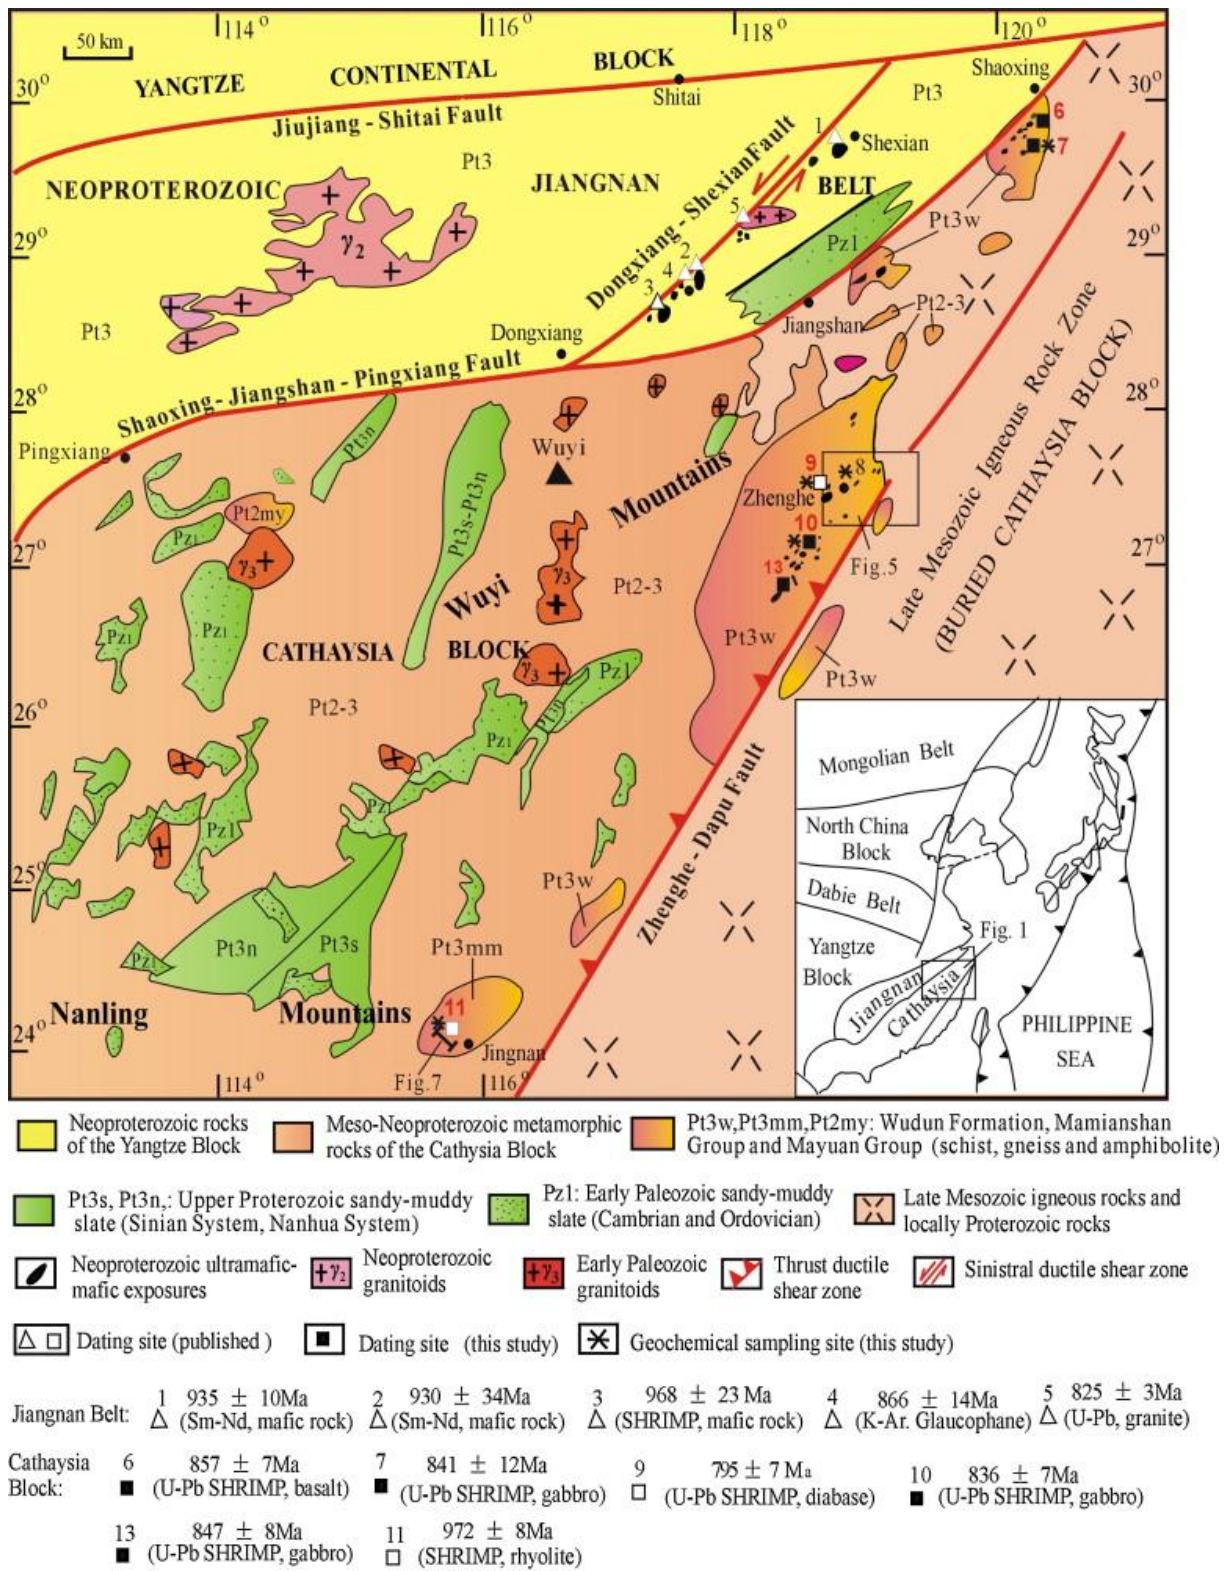 114°
116°
118°
120°
50 km
YANGTZE CONTINENTAL BLOCK
Shitai
Shaoxing
30°
30°
Pt3
Jiujiang - Shitai Fault
6
7
1
Shexian
Pt3
NEOPROTEROZOIC
JIANGNAN
BELT
Dongxiang - ShexianFault
5
Pt3w
29°
29°
γ2
Pz1
2
4
3
Pt3
Dongxiang
Jiangshan
Pt2-3
28°
28°
Shaoxing - Jiangshan - Pingxiang Fault
Pingxiang
Pt3n
Wuyi
Mountains
Pt3s-Pt3n
9
8
Zhenghe
10
Pt2my
Pz1
27°
27°
γ3
γ3
13
Fig.5
Wuyi
Pt2-3
Late Mesozoic Igneous Rock Zone
(BURIED CATHAYSIA BLOCK)
Pz1
Pz1
Pt3w
CATHAYSIA BLOCK
γ3
Pz1
Pt3w
Pt2-3
Pt3n
26°
Pz1
Pz1
Pz1
Zhenghe - Dapu Fault
25°
Pt3w
Pt3n
Pt3s
Pt3mm
Pz1
Nanling
Mountains
11
24°
Jingnan
Fig.7
114°
116°
Mongolian Belt
North China
Block
Dabie Belt
Yangtze
Block
Fig. 1
Jiangnan
Cathaysia
PHILIPPINE
SEA
Neoproterozoic rocks
of the Yangtze Block
Meso-Neoproterozoic metamorphic
rocks of the Cathysia Block
Pt3w,Pt3mm,Pt2my: Wudun Formation, Mamianshan
Group and Mayuan Group (schist, gneiss and amphibolite)
Pt3s, Pt3n,: Upper Proterozoic sandy-muddy
slate (Sinian System, Nanhua System)
Pz1: Early Paleozoic sandy-muddy
slate (Cambrian and Ordovician)
Late Mesozoic igneous rocks and
locally Proterozoic rocks
Neoproterozoic ultramafic-
mafic exposures
+γ2
Neoproterozoic
granitoids
+γ3
Early Paleozoic
granitoids
Thrust ductile
shear zone
Sinistral ductile shear zone
Dating site (published )
Dating site (this study)
Geochemical sampling site (this study)
Jiangnan Belt:
1 935 ± 10Ma
(Sm-Nd, mafic rock)
2 930 ± 34Ma
(Sm-Nd, mafic rock)
3 968 ± 23 Ma
(SHRIMP, mafic rock)
4 866 ± 14Ma
(K-Ar. Glaucophane)
5 825 ± 3Ma
(U-Pb, granite)
Cathaysia
Block:
6 857 ± 7Ma
(U-Pb SHRIMP, basalt)
7 841 ± 12Ma
(U-Pb SHRIMP, gabbro)
9 795 ± 7 Ma
(U-Pb SHRIMP, diabase)
10 836 ± 7Ma
(U-Pb SHRIMP, gabbro)
13 847 ± 8Ma
(U-Pb SHRIMP, gabbro)
11 972 ± 8Ma
(SHRIMP, rhyolite)